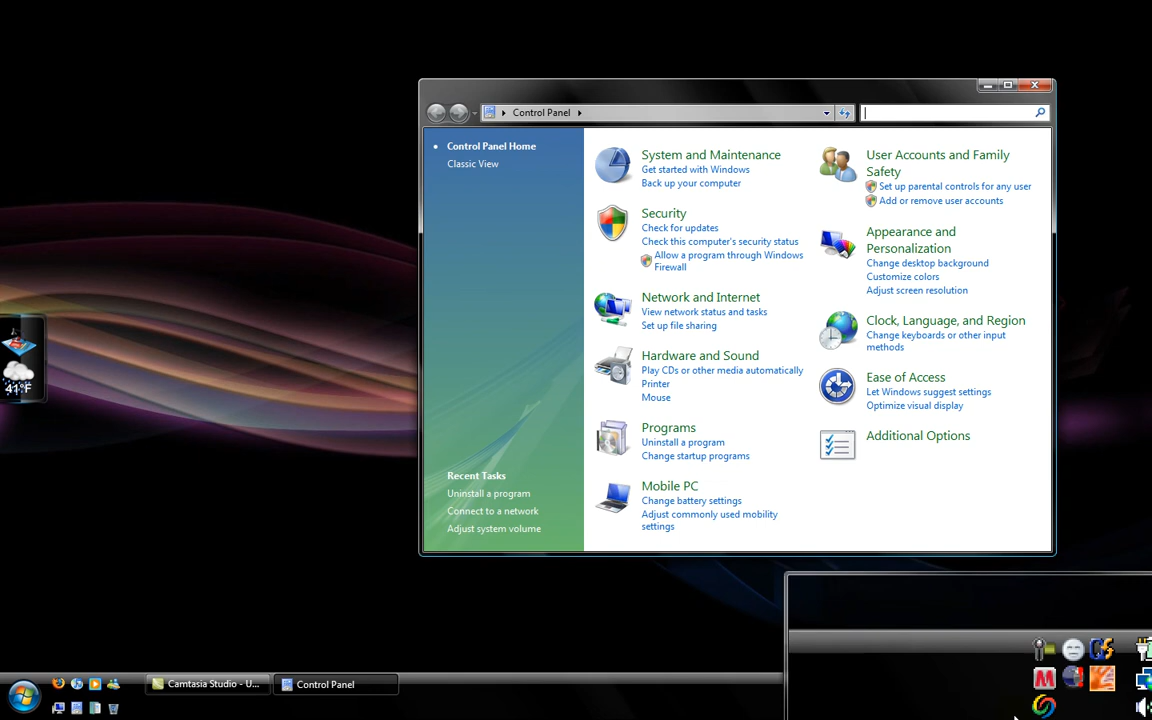 Control Panel
Control Panel Home
Classic View
Recent Tasks
Uninstall a program
Connect to a network
Adjust system volume
System and Maintenance
Get started with Windows
Back up your computer
Security
Check for updates
Check this computer's security status
Allow a program through Windows
Firewall
Network and Internet
View network status and tasks
Set up file sharing
Hardware and Sound
Play CDs or other media automatically
Printer
Mouse
Programs
Uninstall a program
Change startup programs
Mobile PC
Change battery settings
Adjust commonly used mobility
settings
User Accounts and Family
Safety
Set up parental controls for any user
Add or remove user accounts
Appearance and
Personalization
Change desktop background
Customize colors
Adjust screen resolution
Clock, Language, and Region
Change keyboards or other input
methods
Ease of Access
Let Windows suggest settings
Optimize visual display
Additional Options
41°F
Camtasia Studio - U...
Control Panel